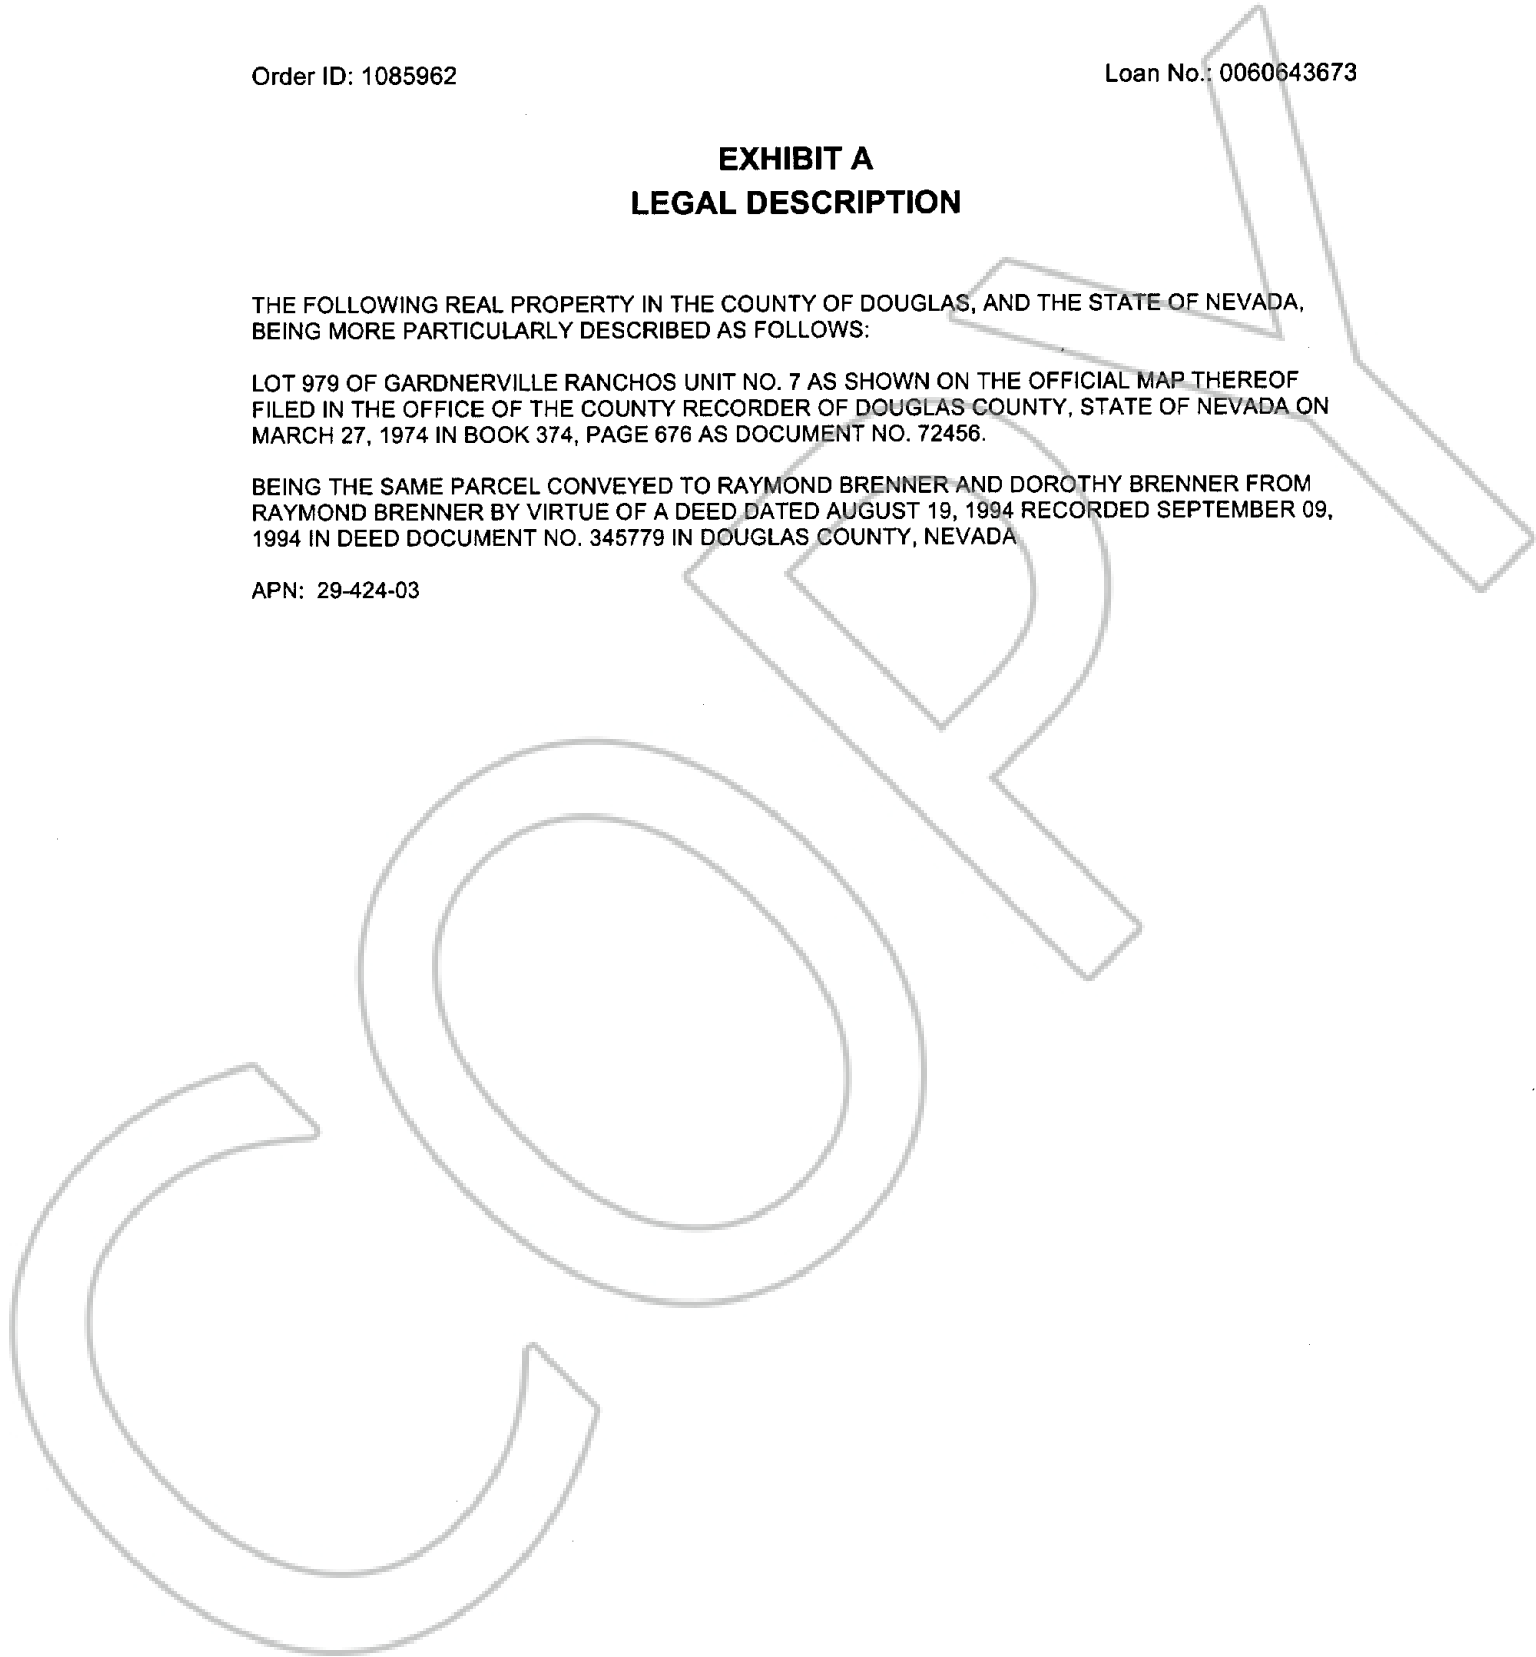 Order ID: 1085962
Loan No.: 0060643673
EXHIBIT A
LEGAL DESCRIPTION
THE FOLLOWING REAL PROPERTY IN THE COUNTY OF DOUGLAS, AND THE STATE OF NEVADA,
BEING MORE PARTICULARLY DESCRIBED AS FOLLOWS:
LOT 979 OF GARDNERVILLE RANCHOS UNIT NO. 7 AS SHOWN ON THE OFFICIAL MAP THEREOF
FILED IN THE OFFICE OF THE COUNTY RECORDER OF DOUGLAS COUNTY, STATE OF NEVADA ON
MARCH 27, 1974 IN BOOK 374, PAGE 676 AS DOCUMENT NO. 72456.
BEING THE SAME PARCEL CONVEYED TO RAYMOND BRENNER AND DOROTHY BRENNER FROM
RAYMOND BRENNER BY VIRTUE OF A DEED DATED AUGUST 19, 1994 RECORDED SEPTEMBER 09,
1994 IN DEED DOCUMENT NO. 345779 IN DOUGLAS COUNTY, NEVADA
APN: 29-424-03
COPY